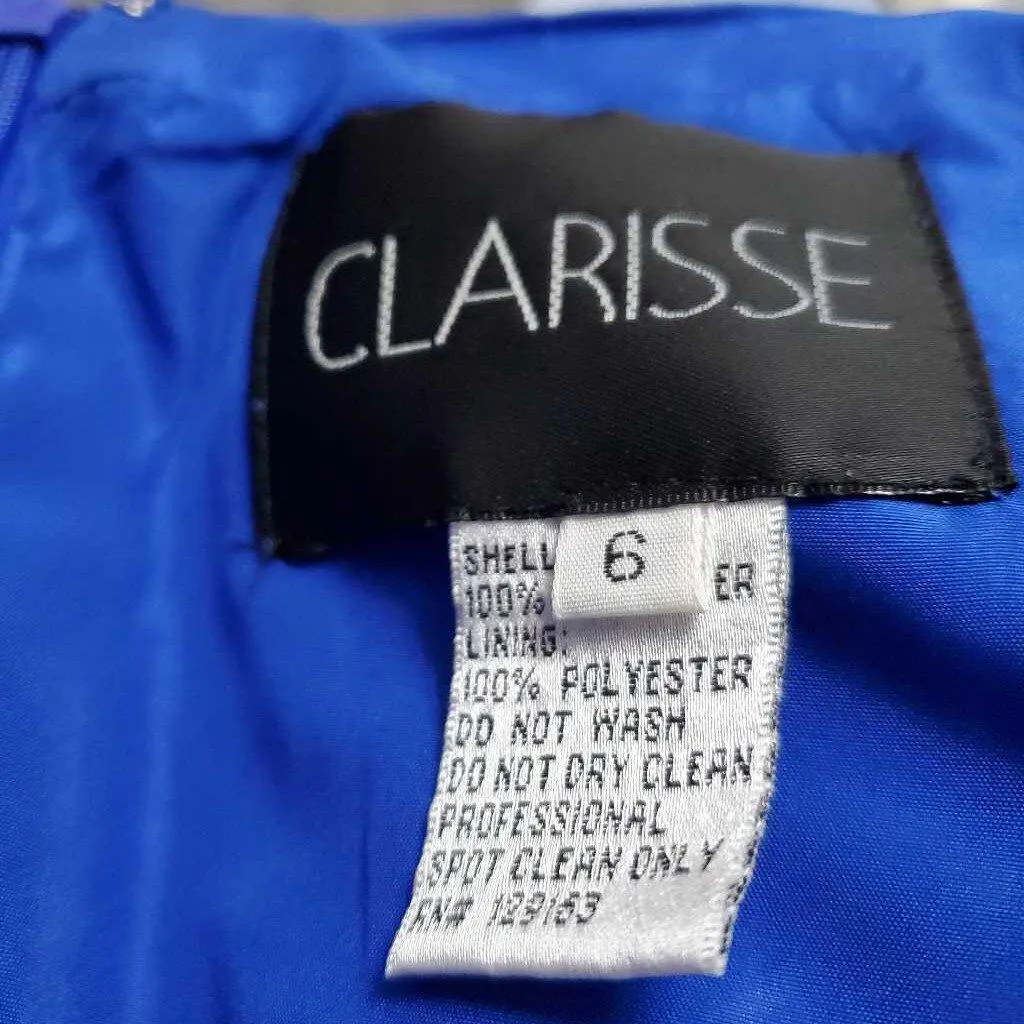 CLARISSE
6
SHELL
100% ER
LINING:
100% POLYESTER
DO NOT WASH
DO NOT DRY CLEAN
PROFESSIONAL
SPOT CLEAN ONLY
RN# 129163